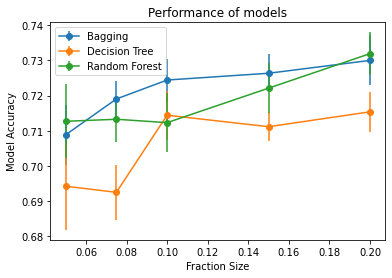 Performance of models
Bagging
Decision Tree
Random Forest
Model Accuracy
0.74
0.73
0.72
0.71
0.70
0.69
0.68
0.06 0.08 0.10 0.12 0.14 0.16 0.18 0.20
Fraction Size